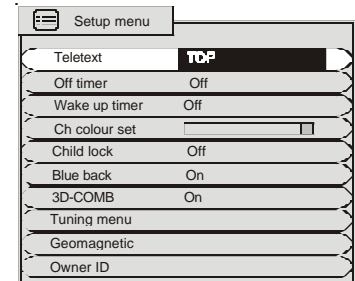 Setup menu
Teletext TOP
Off timer Off
Wake up timer Off
Ch colour set
Child lock Off
Blue back On
3D-COMB On
Tuning menu
Geomagnetic
Owner ID